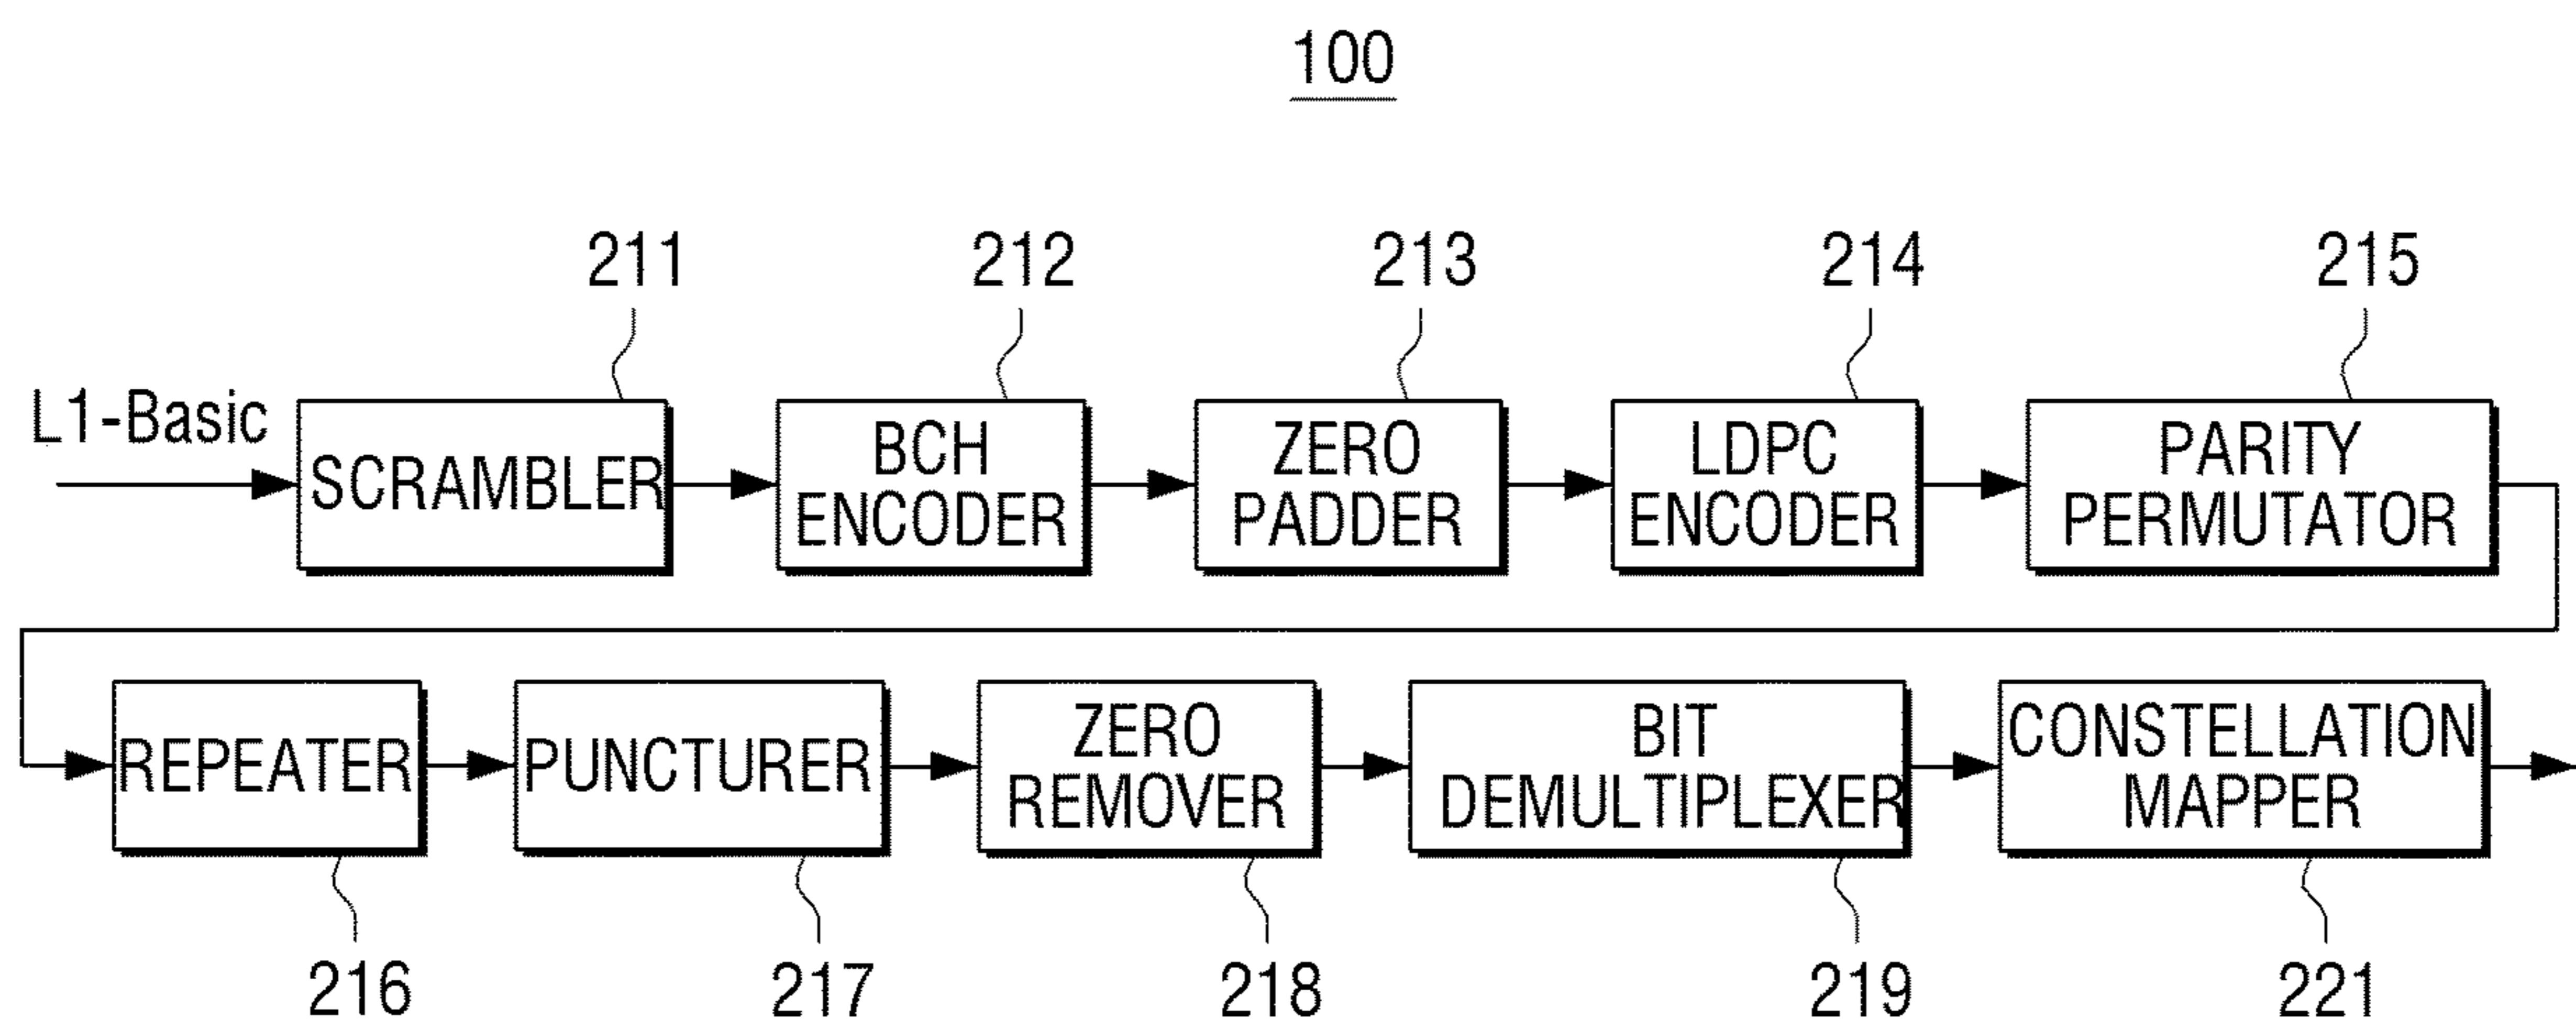 100
211
212
213
214
215
L1-Basic
SCRAMBLER
BCH
ENCODER
ZERO
PADDER
LDPC
ENCODER
PARITY
PERMUTATOR
REPEATER
PUNCTURER
ZERO
REMOVER
BIT
DEMULTIPLEXER
CONSTELLATION
MAPPER
216
217
218
219
221